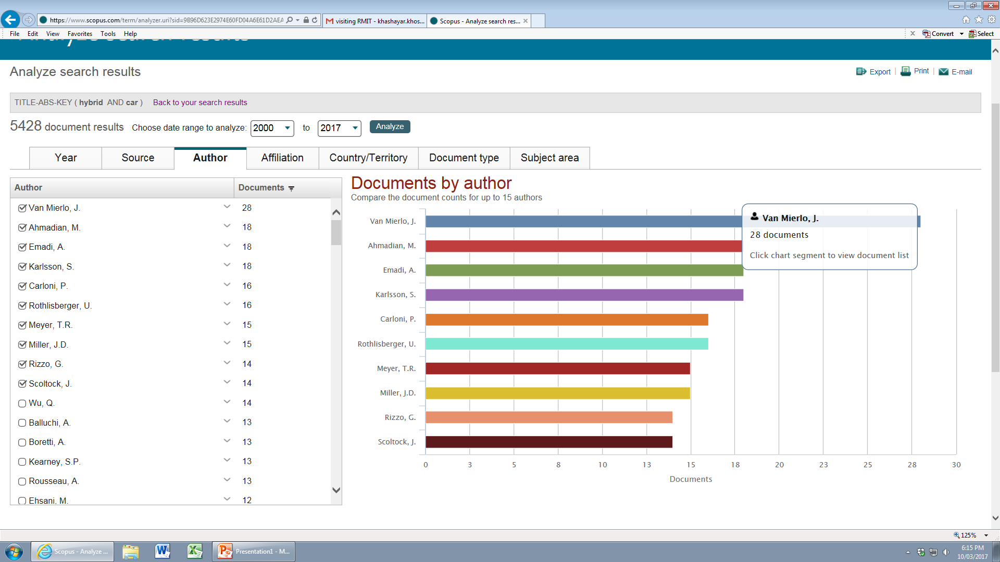 https://www.scopus.com/term/analyzer.uri?sid=9B96D623E2974E60FD04A6E61D2AEA
visiting RMIT - khashayar.khos...
Scopus - Analyze search res...
File Edit View Favorites Tools Help
Convert Select
Analyze search results
Analyze search results
Export | Print | E-mail
TITLE-ABS-KEY ( hybrid AND car ) Back to your search results
5428 document results Choose date range to analyze: 2000 to 2017 Analyze
Year Source Author Affiliation Country/Territory Document type Subject area
Author Documents
Van Mierlo, J. 28
Ahmadian, M. 18
Emadi, A. 18
Karlsson, S. 18
Carloni, P. 16
Rothlisberger, U. 16
Meyer, T.R. 15
Miller, J.D. 15
Rizzo, G. 14
Scoltock, J. 14
Wu, Q. 14
Balluchi, A. 13
Boretti, A. 13
Kearney, S.P. 13
Rousseau, A. 13
Ehsani, M. 12
Documents by author
Compare the document counts for up to 15 authors
Van Mierlo, J.
Ahmadian, M.
Emadi, A.
Karlsson, S.
Carloni, P.
Rothlisberger, U.
Meyer, T.R.
Miller, J.D.
Rizzo, G.
Scoltock, J.
Van Mierlo, J.
28 documents
Click chart segment to view document list
0 3 5 8 10 13 15 18 20 23 25 28 30
Documents
125%
Scopus - Analyze ...
Presentation1 - M...
6:15 PM
10/03/2017